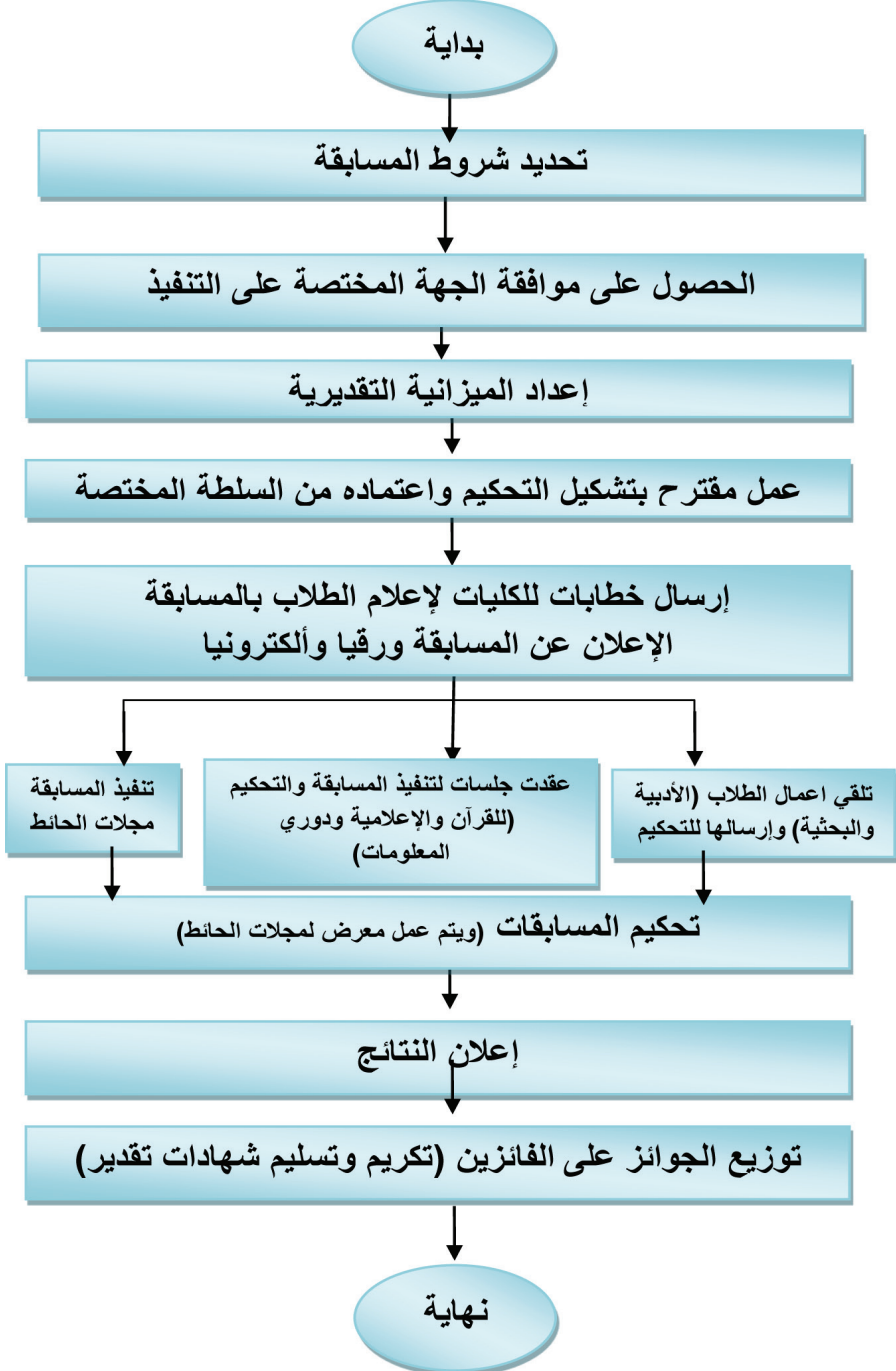 بداية
تحديد شروط المسابقة
الحصول على موافقة الجهة المختصة على التنفيذ
إعداد الميزانية التقديرية
عمل مقترح بتشكيل التحكيم واعتماده من السلطة المختصة
إرسال خطابات للكليات لإعلام الطلاب بالمسابقة
الإعلان عن المسابقة ورقيا وألكترونيا
تلقي اعمال الطلاب (الأدبية
والبحثية) وإرسالها للتحكيم
عقدت جلسات لتنفيذ المسابقة والتحكيم
(للقرآن والإعلامية ودوري
المعلومات)
تنفيذ المسابقة
مجلات الحائط
تحكيم المسابقات (ويتم عمل معرض لمجلات الحائط)
إعلان النتائج
توزيع الجوائز على الفائزين (تكريم وتسليم شهادات تقدير)
نهاية